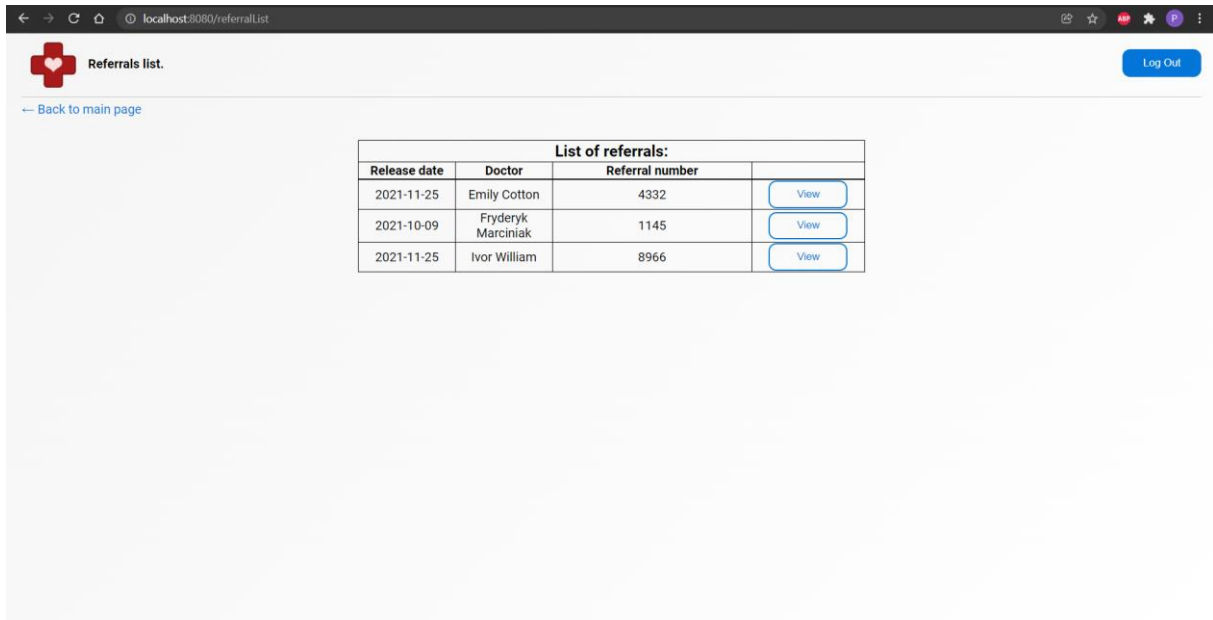 localhost:8080/referralList
ABP
P
Referrals list.
Log Out
← Back to main page
List of referrals:
Release date Doctor Referral number
2021-11-25 Emily Cotton 4332 View
2021-10-09 Fryderyk Marciniak 1145 View
2021-11-25 Ivor William 8966 View